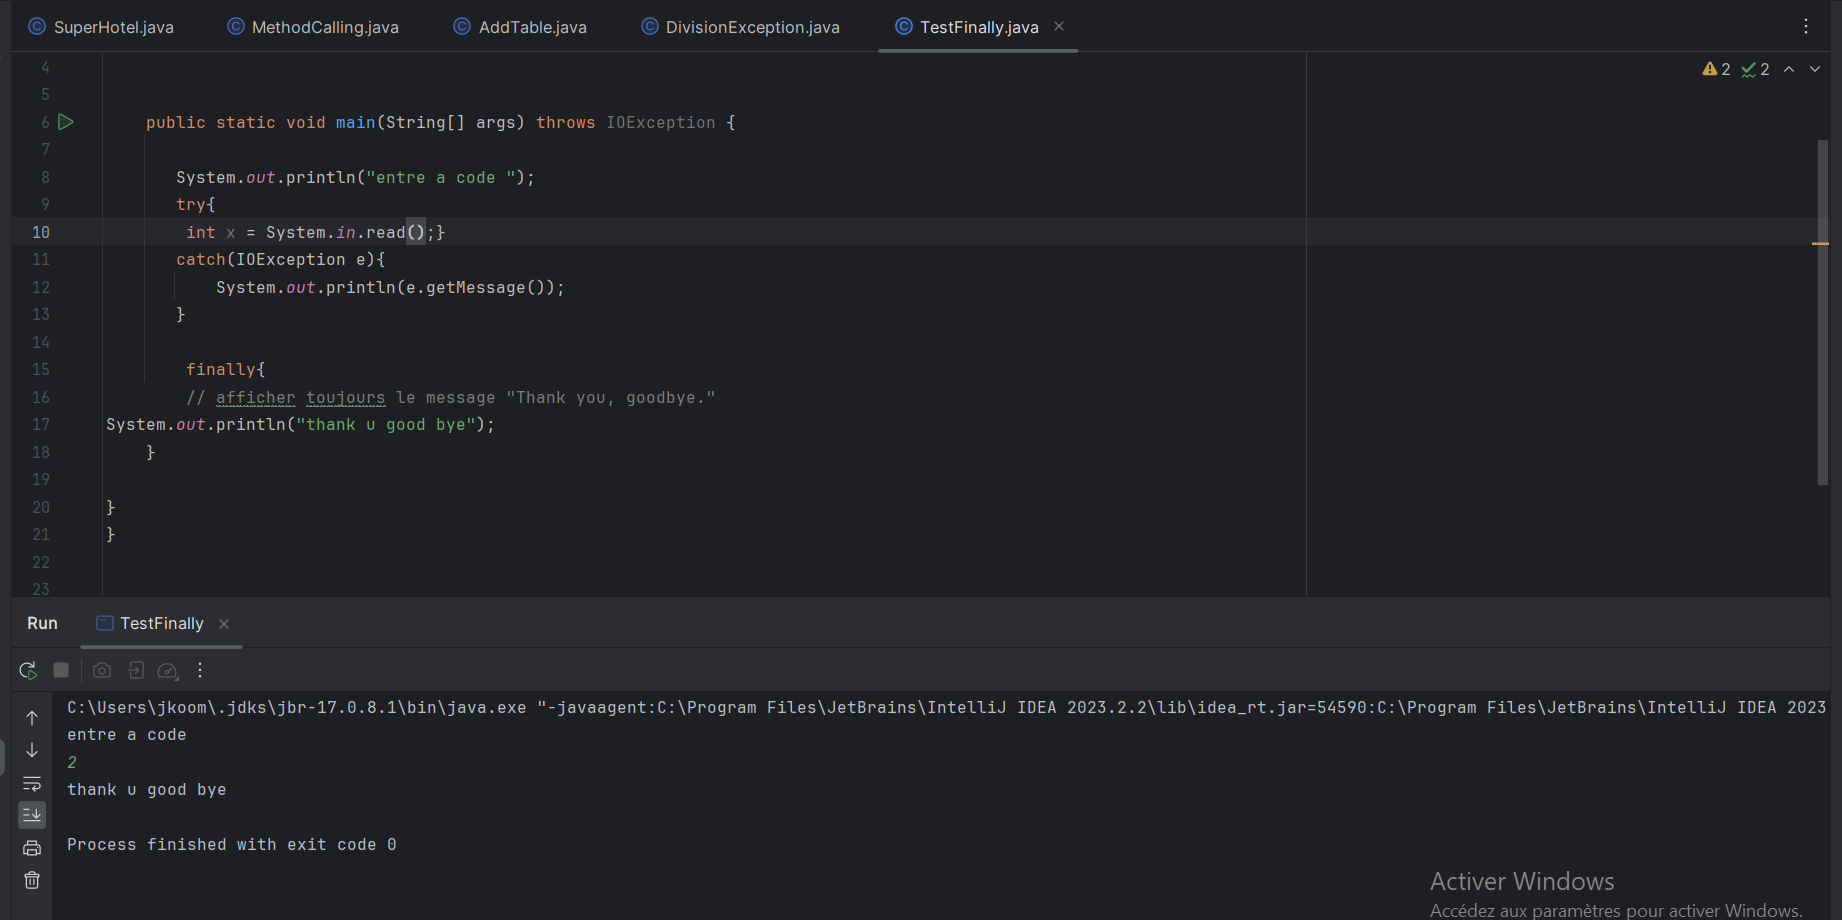 SuperHotel.java MethodCalling.java AddTable.java DivisionException.java TestFinally.java
2 2
4
5
6 public static void main(String[] args) throws IOException {
7
8 System.out.println("entre a code ");
9 try{
10 int x = System.in.read();}
11 catch(IOException e){
12 System.out.println(e.getMessage());
13 }
14
15 finally{
16 // afficher toujours le message "Thank you, goodbye."
17 System.out.println("thank u good bye");
18 }
19
20 }
21 }
22
23
Run TestFinally
C:\Users\jkoom\.jdks\jbr-17.0.8.1\bin\java.exe "-javaagent:C:\Program Files\JetBrains\IntelliJ IDEA 2023.2.2\lib\idea_rt.jar=54590:C:\Program Files\JetBrains\IntelliJ IDEA 2023
entre a code
2
thank u good bye
Process finished with exit code 0
Activer Windows
Accédez aux paramètres pour activer Windows.